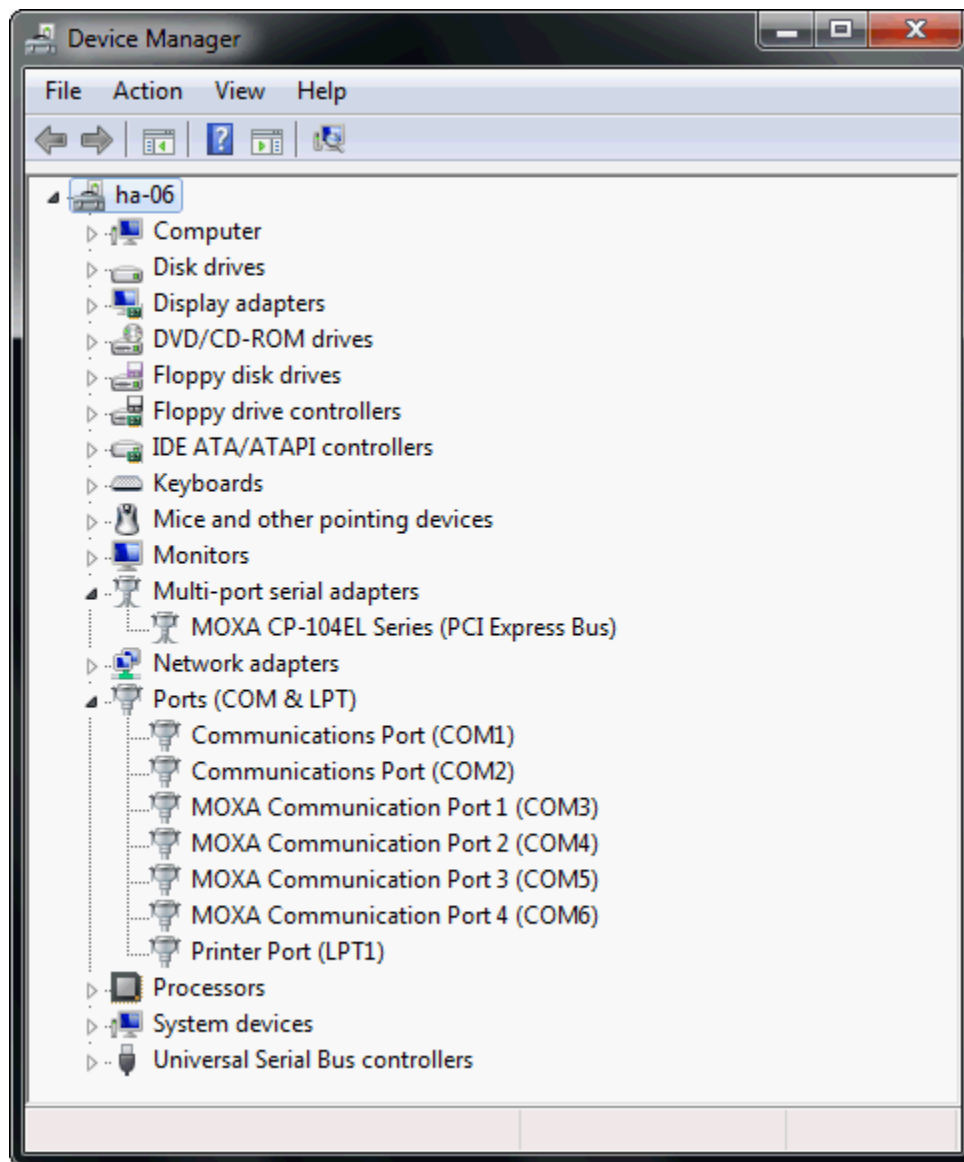 Device Manager
File Action View Help
ha-06
Computer
Disk drives
Display adapters
DVD/CD-ROM drives
Floppy disk drives
Floppy drive controllers
IDE ATA/ATAPI controllers
Keyboards
Mice and other pointing devices
Monitors
Multi-port serial adapters
MOXA CP-104EL Series (PCI Express Bus)
Network adapters
Ports (COM & LPT)
Communications Port (COM1)
Communications Port (COM2)
MOXA Communication Port 1 (COM3)
MOXA Communication Port 2 (COM4)
MOXA Communication Port 3 (COM5)
MOXA Communication Port 4 (COM6)
Printer Port (LPT1)
Processors
System devices
Universal Serial Bus controllers